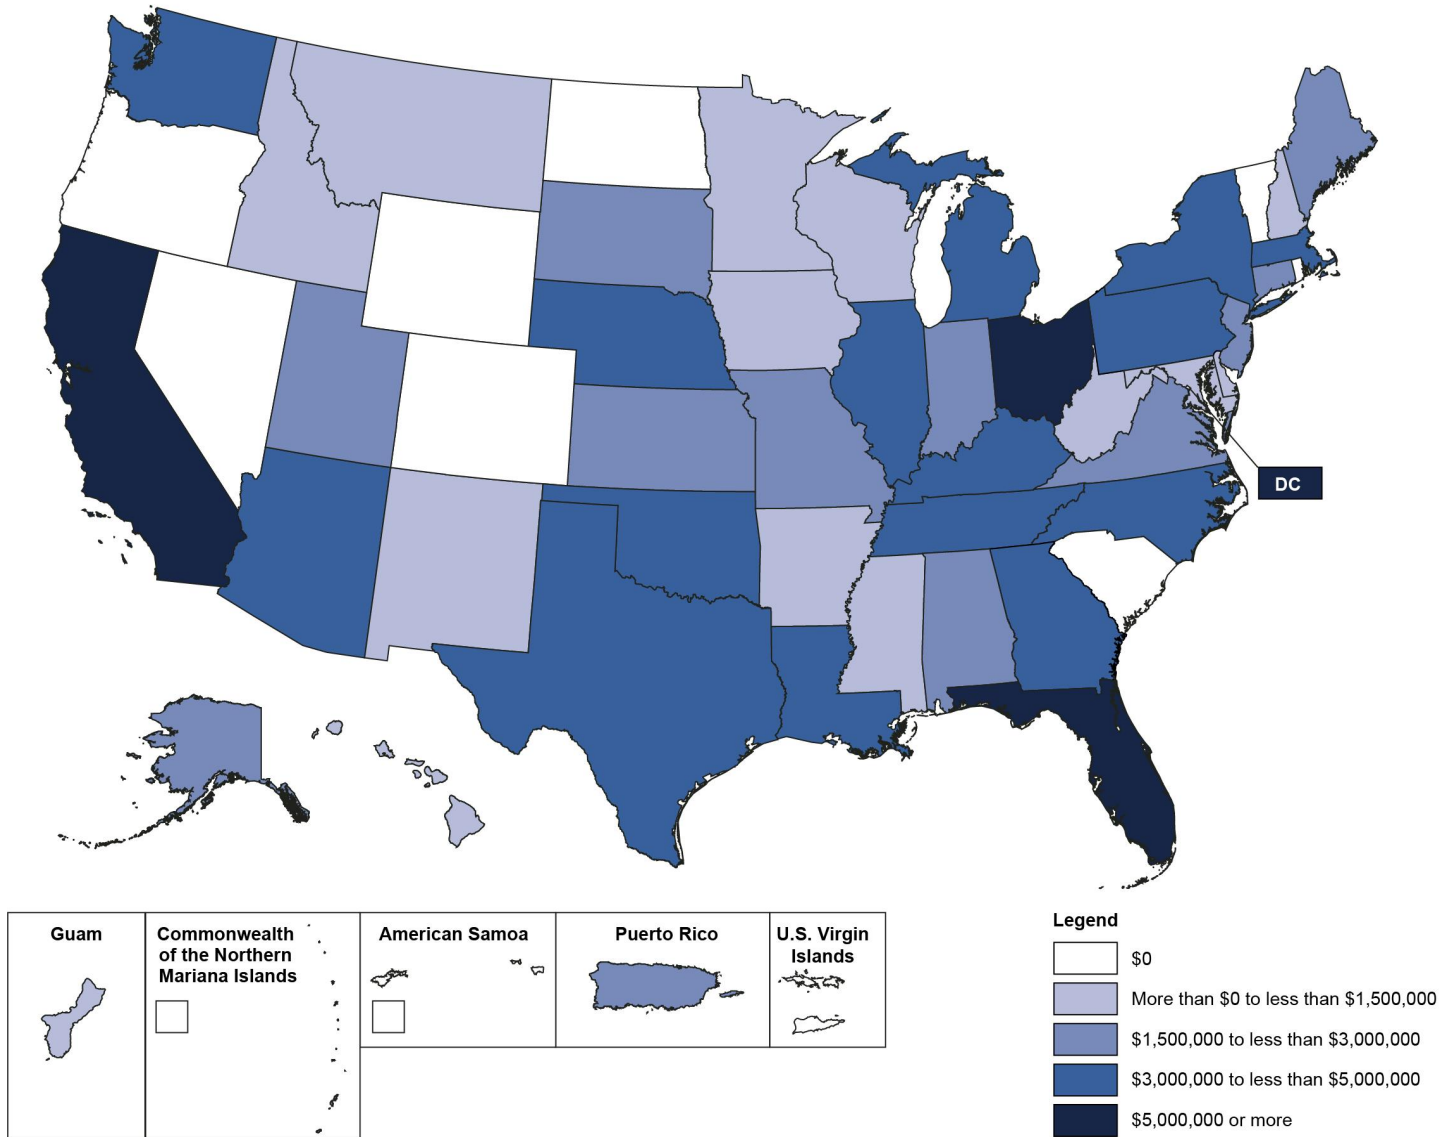 DC
Guam
Commonwealth
of the Northern
Mariana Islands
American Samoa
Puerto Rico
U.S. Virgin
Islands
Legend
$0
More than $0 to less than $1,500,000
$1,500,000 to less than $3,000,000
$3,000,000 to less than $5,000,000
$5,000,000 or more